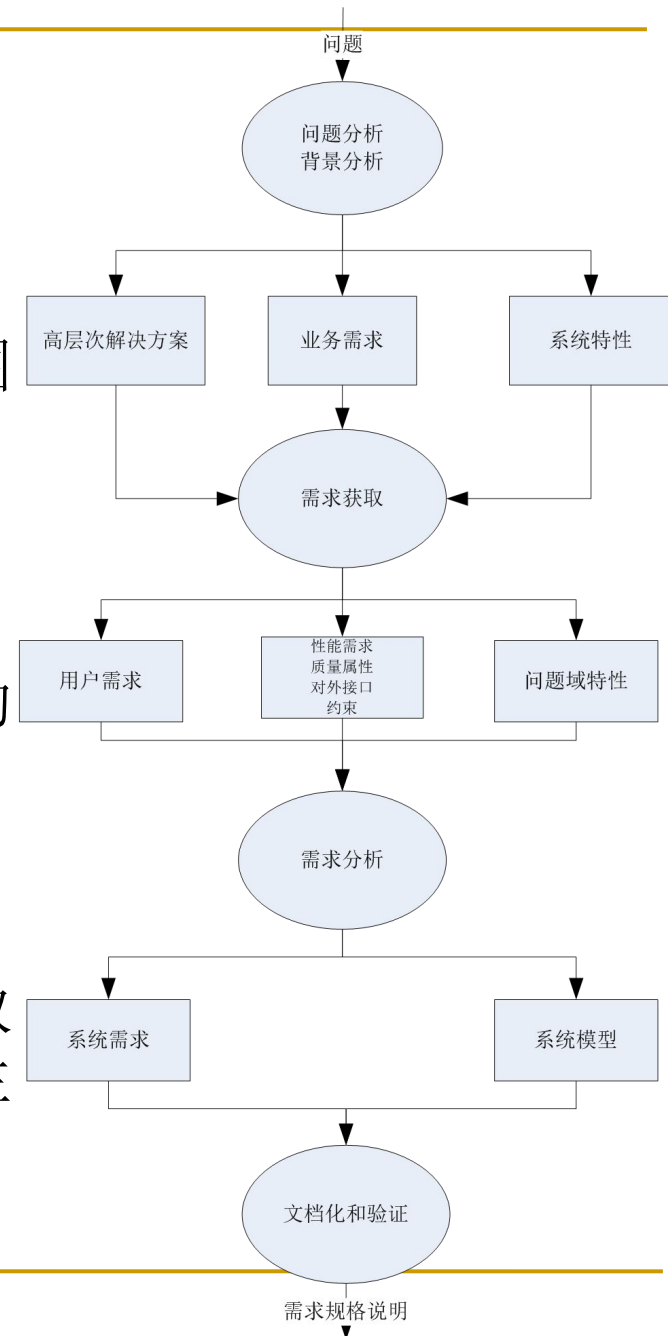 问题
问题分析
背景分析
高层次解决方案
业务需求
系统特性
需求获取
用户需求
性能需求
质量属性
对外接口
约束
问题域特性
需求分析
系统需求
系统模型
文档化和验证
需求规格说明